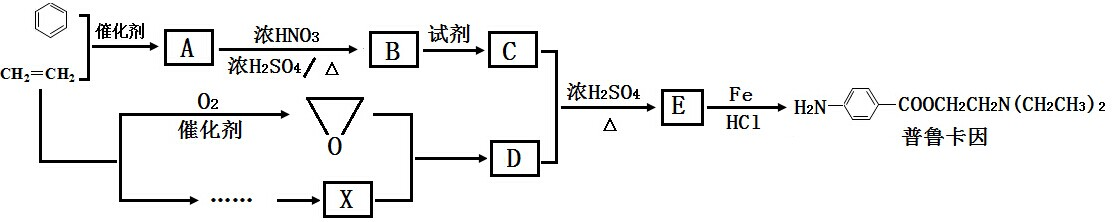 催化剂
A
浓HNO3
浓H2SO4/△
B
试剂
C
CH2=CH2
浓H2SO4
△
E
Fe
HCl
H2N
COOCH2CH2N(CH2CH3)2
普鲁卡因
O2
催化剂
O
D
……
X